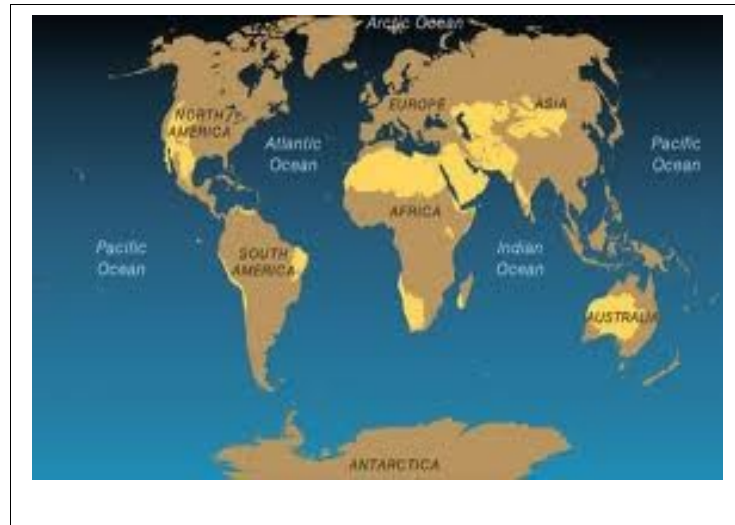 Arctic Ocean
NORTH
AMERICA
EUROPE
ASIA
Atlantic
Ocean
Pacific
Ocean
AFRICA
Pacific
Ocean
SOUTH
AMERICA
Indian
Ocean
AUSTRALIA
ANTARCTICA